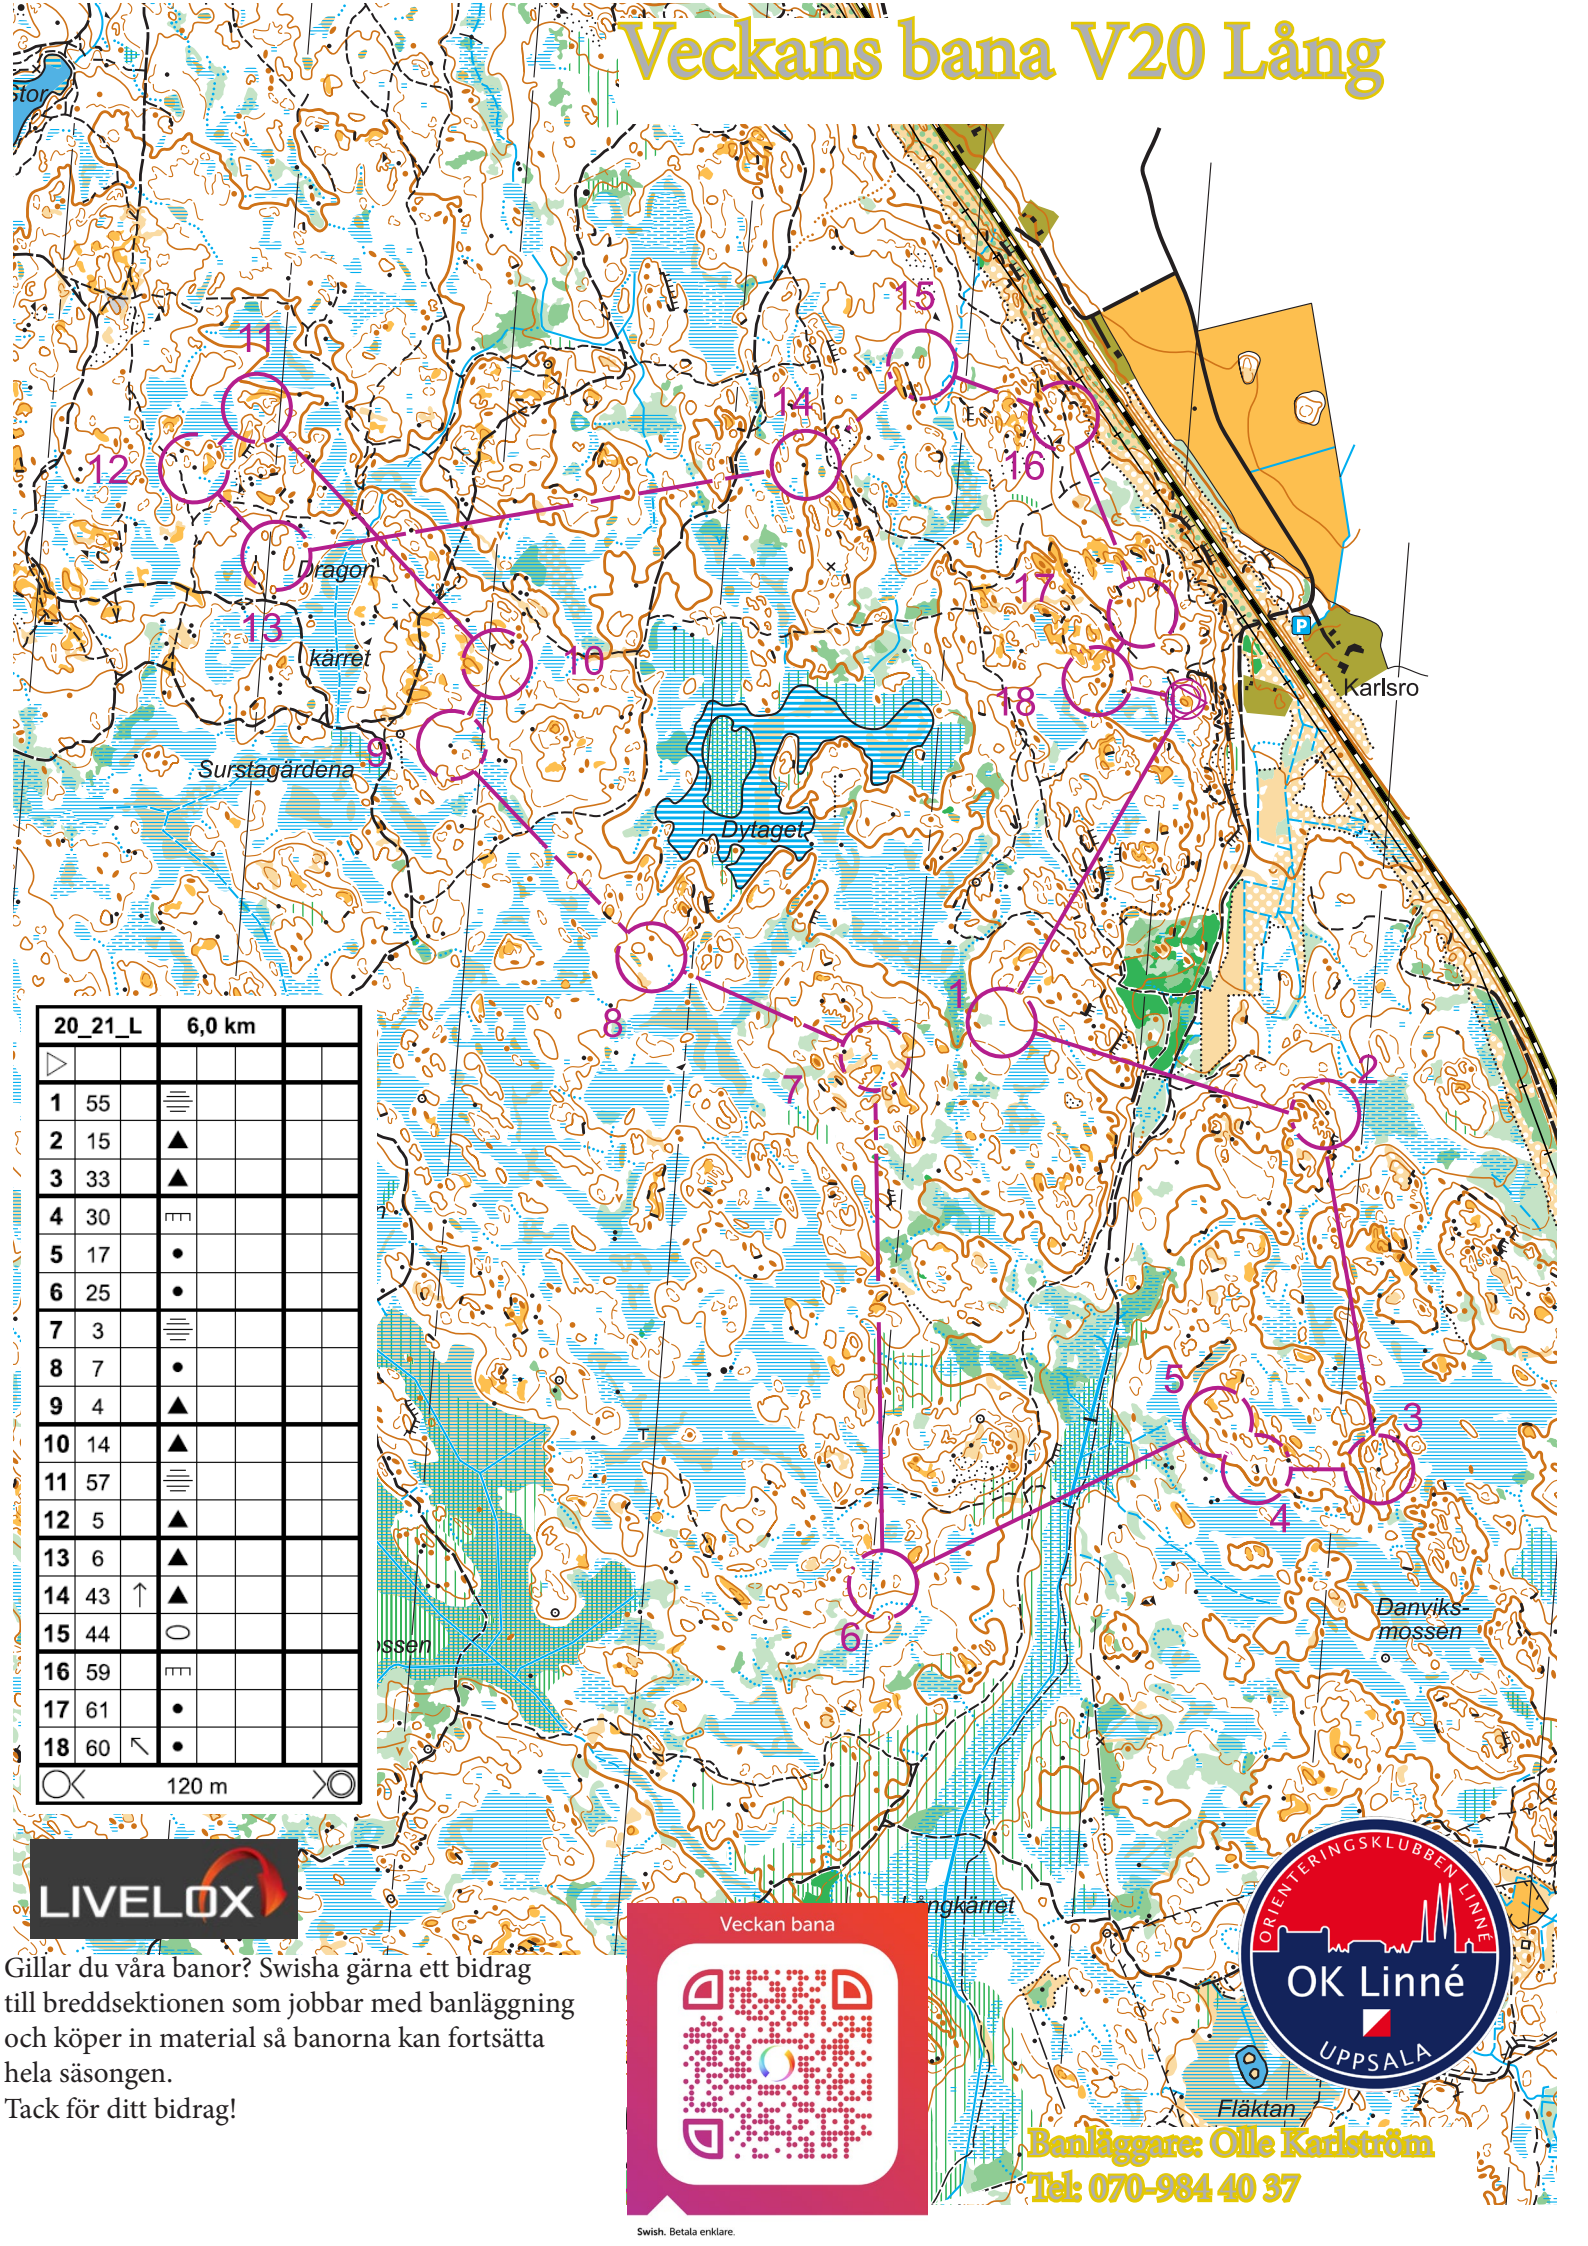 Veckans bana V20 Lång
Stor
15
11
14
12
16
Dragon
17
13
kärret
10
P
Karlsro
18
9
Surstagärdena
Dytaget
1
8
2
7
5
3
4
Danviks-
mossen
6
ossen
20_21_L 6,0 km
1 55
2 15
3 33
4 30
5 17
6 25
7 3
8 7
9 4
10 14
11 57
12 5
13 6
14 43
15 44
16 59
17 61
18 60
120 m
LIVELOX
Långkärret
ORIENTERINGSKLUBBEN LINNÉ
OK Linné
UPPSALA
Fläktan
Veckan bana
Gillar du våra banor? Swisha gärna ett bidrag
till breddsektionen som jobbar med banläggning
och köper in material så banorna kan fortsätta
hela säsongen.
Tack för ditt bidrag!
Banläggare: Olle Karlström
Tel: 070-984 40 37
Swish. Betala enklare.